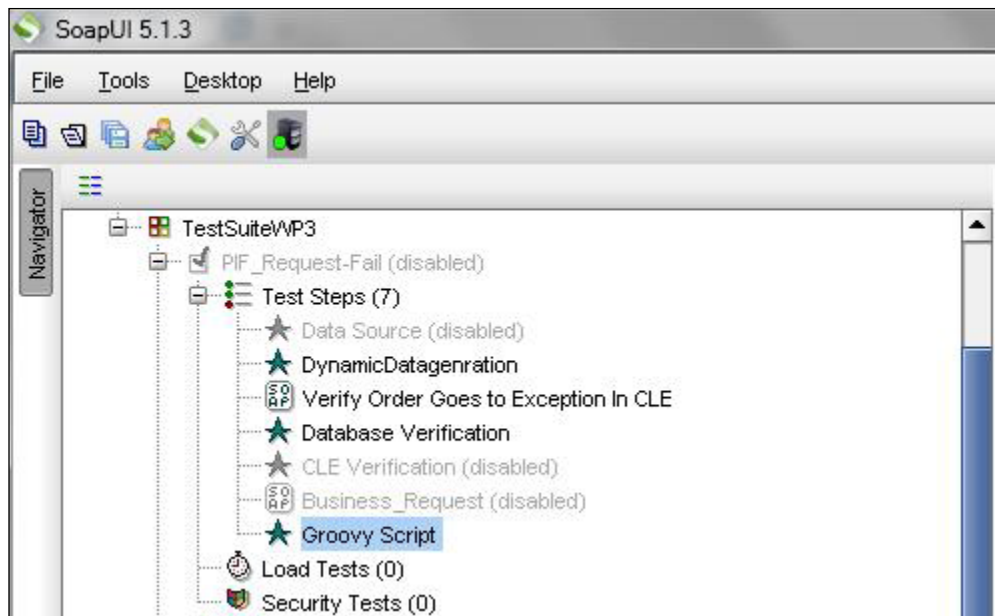 SoapUI 5.1.3
File Tools Desktop Help
Navigator
TestSuiteWP3
PIF_Request-Fail (disabled)
Test Steps (7)
Data Source (disabled)
DynamicDatagenration
SOAP Verify Order Goes to Exception In CLE
Database Verification
CLE Verification (disabled)
SOAP Business_Request (disabled)
Groovy Script
Load Tests (0)
Security Tests (0)